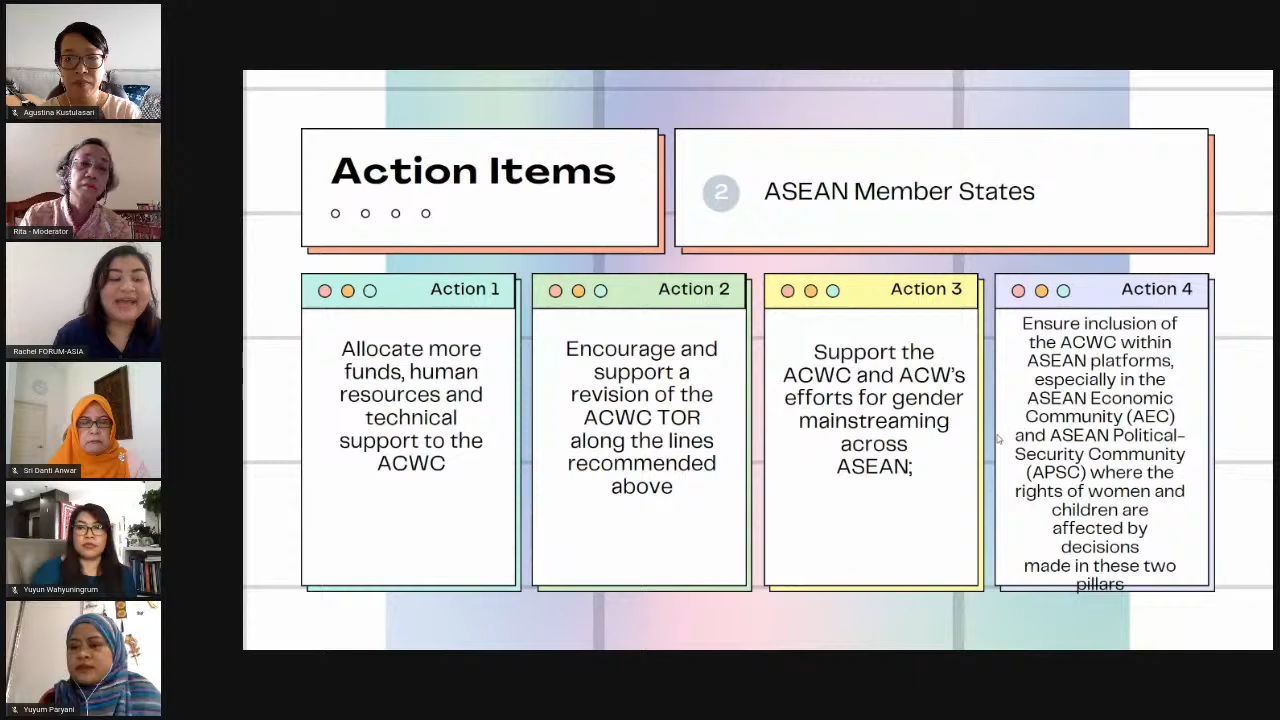 Agustina Kustulasari
Rita - Moderator
Rachel FORUM-ASIA
Sri Danti Anwar
Yuyun Wahyuningrum
Yuyum Paryani
Action Items
2
ASEAN Member States
Action 1
Allocate more
funds, human
resources and
technical
support to the
ACWC
Action 2
Encourage and
support a
revision of the
ACWC TOR
along the lines
recommended
above
Action 3
Support the
ACWC and ACW's
efforts for gender
mainstreaming
across
ASEAN;
Action 4
Ensure inclusion of
the ACWC within
ASEAN platforms,
especially in the
ASEAN Economic
Community (AEC)
and ASEAN Political-
Security Community
(APSC) where the
rights of women and
children are
affected by
decisions
made in these two
pillars